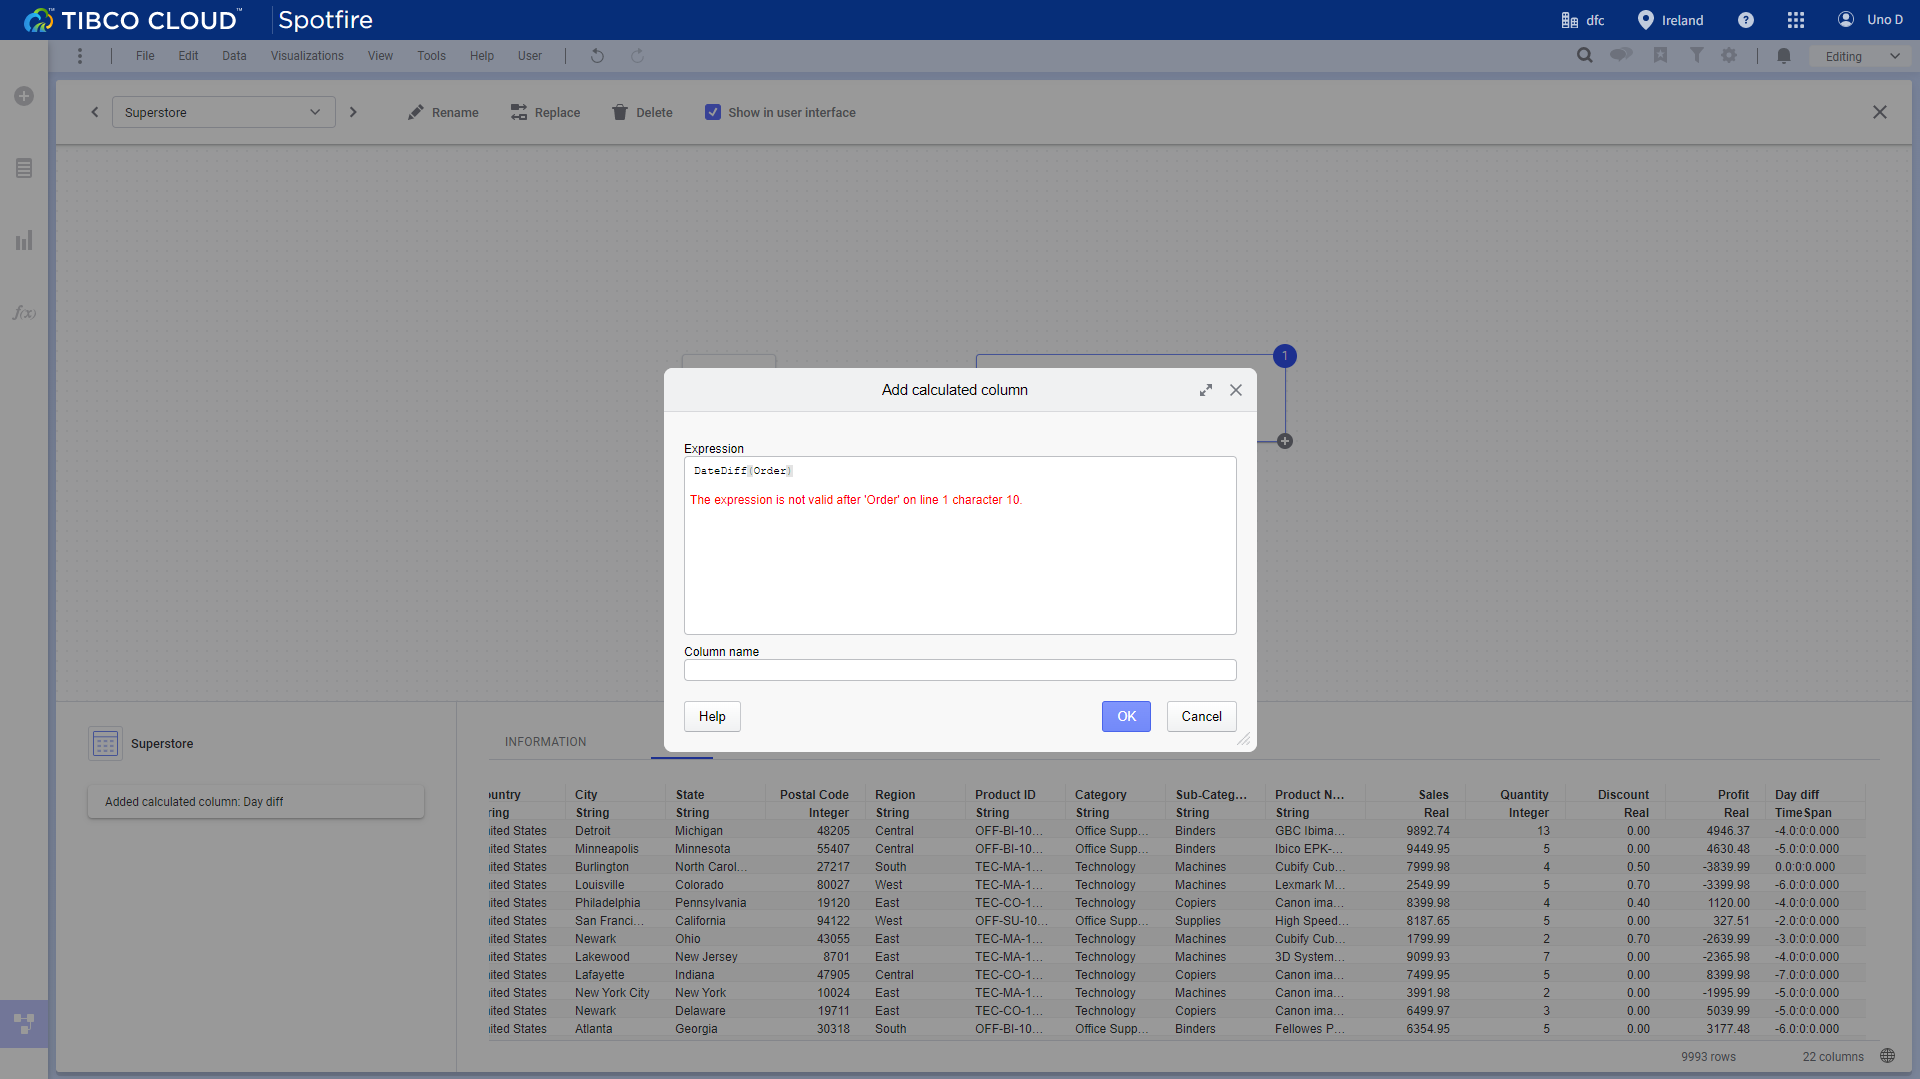 TIBCO CLOUD™ Spotfire dfc Ireland ? Uno D
File Edit Data Visualizations View Tools Help User Editing
Superstore Rename Replace Delete Show in user interface
f(x)
1
Add calculated column
Expression
DateDiff(Order)
The expression is not valid after 'Order' on line 1 character 10.
Column name
Help OK Cancel
Superstore
Added calculated column: Day diff
INFORMATION
untry City State Postal Code Region Product ID Category Sub-Categ... Product N... Sales Quantity Discount Profit Day diff
ring String String Integer String String String String String Real Integer Real Real TimeSpan
ited States Detroit Michigan 48205 Central OFF-BI-10... Office Supp... Binders GBC Ibima... 9892.74 13 0.00 4946.37 -4.0:0:0.000
ited States Minneapolis Minnesota 55407 Central OFF-BI-10... Office Supp... Binders Ibico EPK-... 9449.95 5 0.00 4630.48 -5.0:0:0.000
ited States Burlington North Carol... 27217 South TEC-MA-1... Technology Machines Cubify Cub... 7999.98 4 0.50 -3839.99 0.0:0:0.000
ited States Louisville Colorado 80027 West TEC-MA-1... Technology Machines Lexmark M... 2549.99 5 0.70 -3399.98 -6.0:0:0.000
ited States Philadelphia Pennsylvania 19120 East TEC-CO-1... Technology Copiers Canon ima... 8399.98 4 0.40 1120.00 -4.0:0:0.000
ited States San Franci... California 94122 West OFF-SU-10... Office Supp... Supplies High Speed... 8187.65 5 0.00 327.51 -2.0:0:0.000
ited States Newark Ohio 43055 East TEC-MA-1... Technology Machines Cubify Cub... 1799.99 2 0.70 -2639.99 -3.0:0:0.000
ited States Lakewood New Jersey 8701 East TEC-MA-1... Technology Machines 3D System... 9099.93 7 0.00 -2365.98 -4.0:0:0.000
ited States Lafayette Indiana 47905 Central TEC-CO-1... Technology Copiers Canon ima... 7499.95 5 0.00 8399.98 -7.0:0:0.000
ited States New York City New York 10024 East TEC-MA-1... Technology Machines Canon ima... 3991.98 2 0.00 -1995.99 -5.0:0:0.000
ited States Newark Delaware 19711 East TEC-CO-1... Technology Copiers Canon ima... 6499.97 3 0.00 5039.99 -5.0:0:0.000
ited States Atlanta Georgia 30318 South OFF-BI-10... Office Supp... Binders Fellowes P... 6354.95 5 0.00 3177.48 -6.0:0:0.000
9993 rows 22 columns